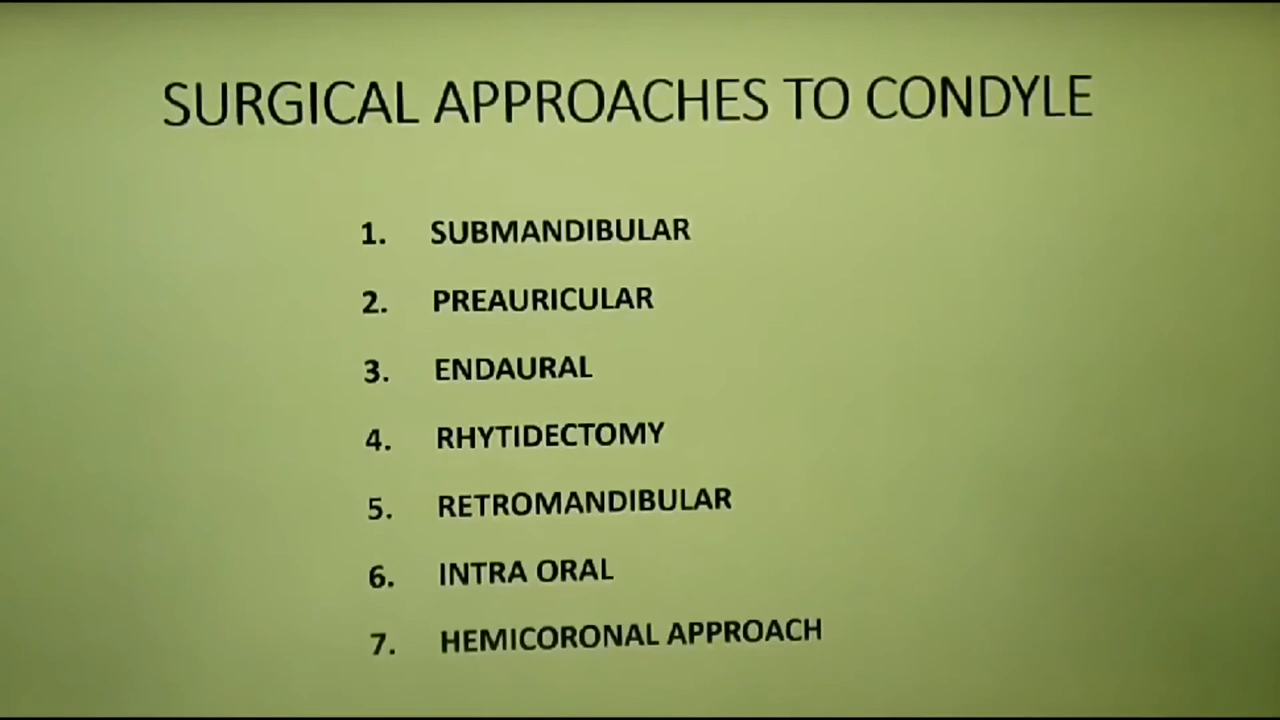 SURGICAL APPROACHES TO CONDYLE
1. SUBMANDIBULAR
2. PREAURICULAR
3. ENDAURAL
4. RHYTIDECTOMY
5. RETROMANDIBULAR
6. INTRA ORAL
7. HEMICORONAL APPROACH